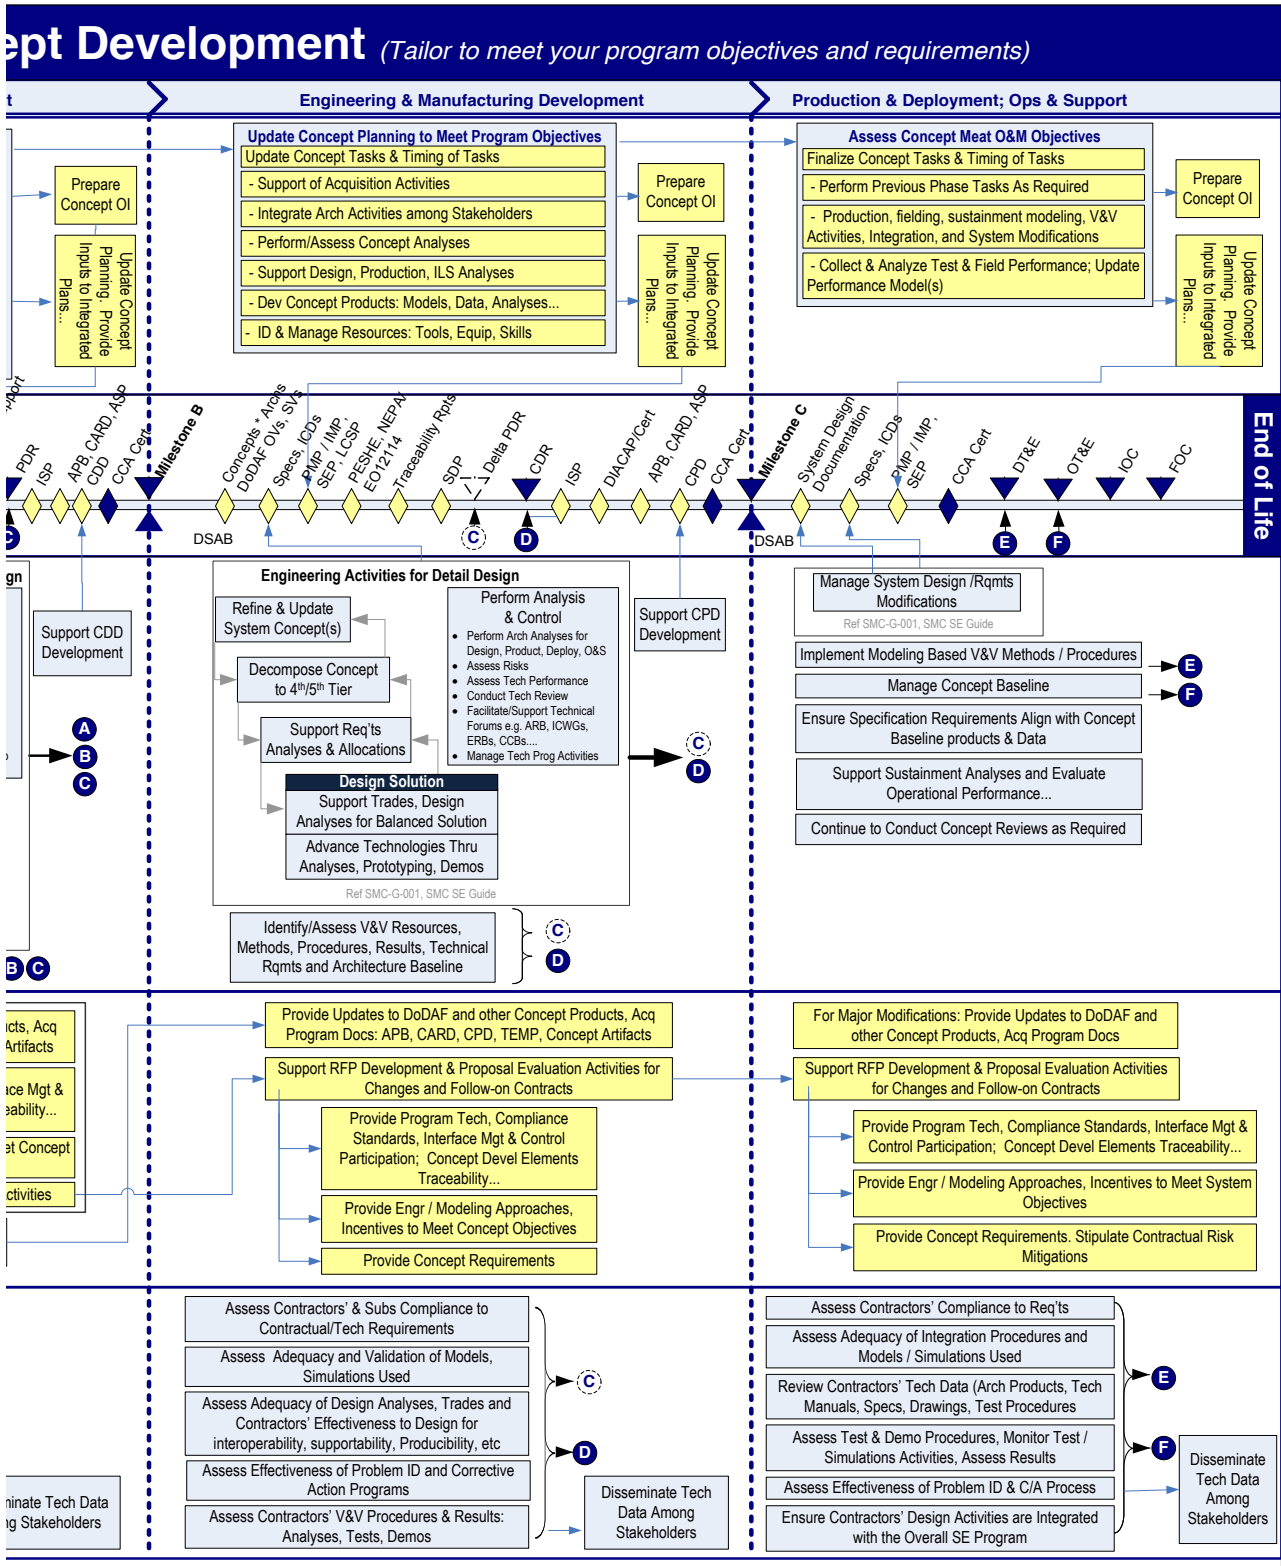 ept Development (Tailor to meet your program objectives and requirements)
t
Engineering & Manufacturing Development
Production & Deployment; Ops & Support
Prepare
Concept OI
Update Concept
Planning. Provide
Inputs to Integrated
Plans...
Update Concept Planning to Meet Program Objectives
Update Concept Tasks & Timing of Tasks
- Support of Acquisition Activities
- Integrate Arch Activities among Stakeholders
- Perform/Assess Concept Analyses
- Support Design, Production, ILS Analyses
- Dev Concept Products: Models, Data, Analyses...
- ID & Manage Resources: Tools, Equip, Skills
Prepare
Concept OI
Update Concept
Planning. Provide
Inputs to Integrated
Plans...
Assess Concept Meat O&M Objectives
Finalize Concept Tasks & Timing of Tasks
- Perform Previous Phase Tasks As Required
- Production, fielding, sustainment modeling, V&V
Activities, Integration, and System Modifications
- Collect & Analyze Test & Field Performance; Update
Performance Model(s)
Prepare
Concept OI
Update Concept
Planning. Provide
Inputs to Integrated
Plans...
pport
PDR
ISP
APB, CARD, ASP
CDD
CCA Cert
Milestone B
Concepts * Archs
DoDAF OVs, SVs
Specs, ICDs
PMP / IMP,
SEP, LCSP
PESHE, NEPA/
EO12114
Traceability Rpts
SDP
Delta PDR
CDR
ISP
DIACAP/Cert
APB, CARD, ASP
CPD
CCA Cert
Milestone C
System Design
Documentation
Specs, ICDs
PMP / IMP,
SEP
CCA Cert
DT&E
OT&E
IOC
FOC
End of Life
C
DSAB
C
D
DSAB
E
F
gn
Support CDD
Development
A
B
C
B
C
Engineering Activities for Detail Design
Refine & Update
System Concept(s)
Decompose Concept
to 4th/5th Tier
Support Req'ts
Analyses & Allocations
Design Solution
Support Trades, Design
Analyses for Balanced Solution
Advance Technologies Thru
Analyses, Prototyping, Demos
Perform Analysis
& Control
• Perform Arch Analyses for
Design, Product, Deploy, O&S
• Assess Risks
• Assess Tech Performance
• Conduct Tech Review
• Facilitate/Support Technical
Forums e.g. ARB, ICWGs,
ERBs, CCBs....
• Manage Tech Prog Activities
Ref SMC-G-001, SMC SE Guide
Support CPD
Development
C
D
Identify/Assess V&V Resources,
Methods, Procedures, Results, Technical
Rqmts and Architecture Baseline
C
D
Manage System Design /Rqmts
Modifications
Ref SMC-G-001, SMC SE Guide
Implement Modeling Based V&V Methods / Procedures
E
Manage Concept Baseline
F
Ensure Specification Requirements Align with Concept
Baseline products & Data
Support Sustainment Analyses and Evaluate
Operational Performance...
Continue to Conduct Concept Reviews as Required
cts, Acq
Artifacts
ace Mgt &
eability...
et Concept
ctivities
Provide Updates to DoDAF and other Concept Products, Acq
Program Docs: APB, CARD, CPD, TEMP, Concept Artifacts
Support RFP Development & Proposal Evaluation Activities for
Changes and Follow-on Contracts
Provide Program Tech, Compliance
Standards, Interface Mgt & Control
Participation; Concept Devel Elements
Traceability...
Provide Engr / Modeling Approaches,
Incentives to Meet Concept Objectives
Provide Concept Requirements
For Major Modifications: Provide Updates to DoDAF and
other Concept Products, Acq Program Docs
Support RFP Development & Proposal Evaluation Activities
for Changes and Follow-on Contracts
Provide Program Tech, Compliance Standards, Interface Mgt &
Control Participation; Concept Devel Elements Traceability...
Provide Engr / Modeling Approaches, Incentives to Meet System
Objectives
Provide Concept Requirements. Stipulate Contractual Risk
Mitigations
minate Tech Data
ng Stakeholders
Assess Contractors' & Subs Compliance to
Contractual/Tech Requirements
Assess Adequacy and Validation of Models,
Simulations Used
Assess Adequacy of Design Analyses, Trades and
Contractors' Effectiveness to Design for
interoperability, supportability, Producibility, etc
Assess Effectiveness of Problem ID and Corrective
Action Programs
Assess Contractors' V&V Procedures & Results:
Analyses, Tests, Demos
C
D
Disseminate Tech
Data Among
Stakeholders
Assess Contractors' Compliance to Req'ts
Assess Adequacy of Integration Procedures and
Models / Simulations Used
Review Contractors' Tech Data (Arch Products, Tech
Manuals, Specs, Drawings, Test Procedures
Assess Test & Demo Procedures, Monitor Test /
Simulations Activities, Assess Results
Assess Effectiveness of Problem ID & C/A Process
Ensure Contractors' Design Activities are Integrated
with the Overall SE Program
E
F
Disseminate
Tech Data
Among
Stakeholders